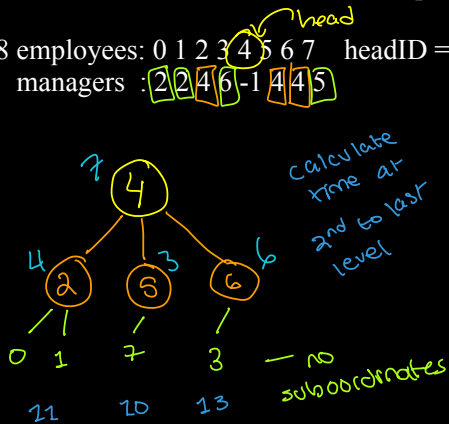 head
8 employees: 0 1 2 3 4 5 6 7 headID =
managers : 2 2 4 6 -1 4 4 5
calculate
time at
2nd to last
level
7
4
4 3 6
2 5 6
0 1 7 3 — no
suboordinates
11 10 13